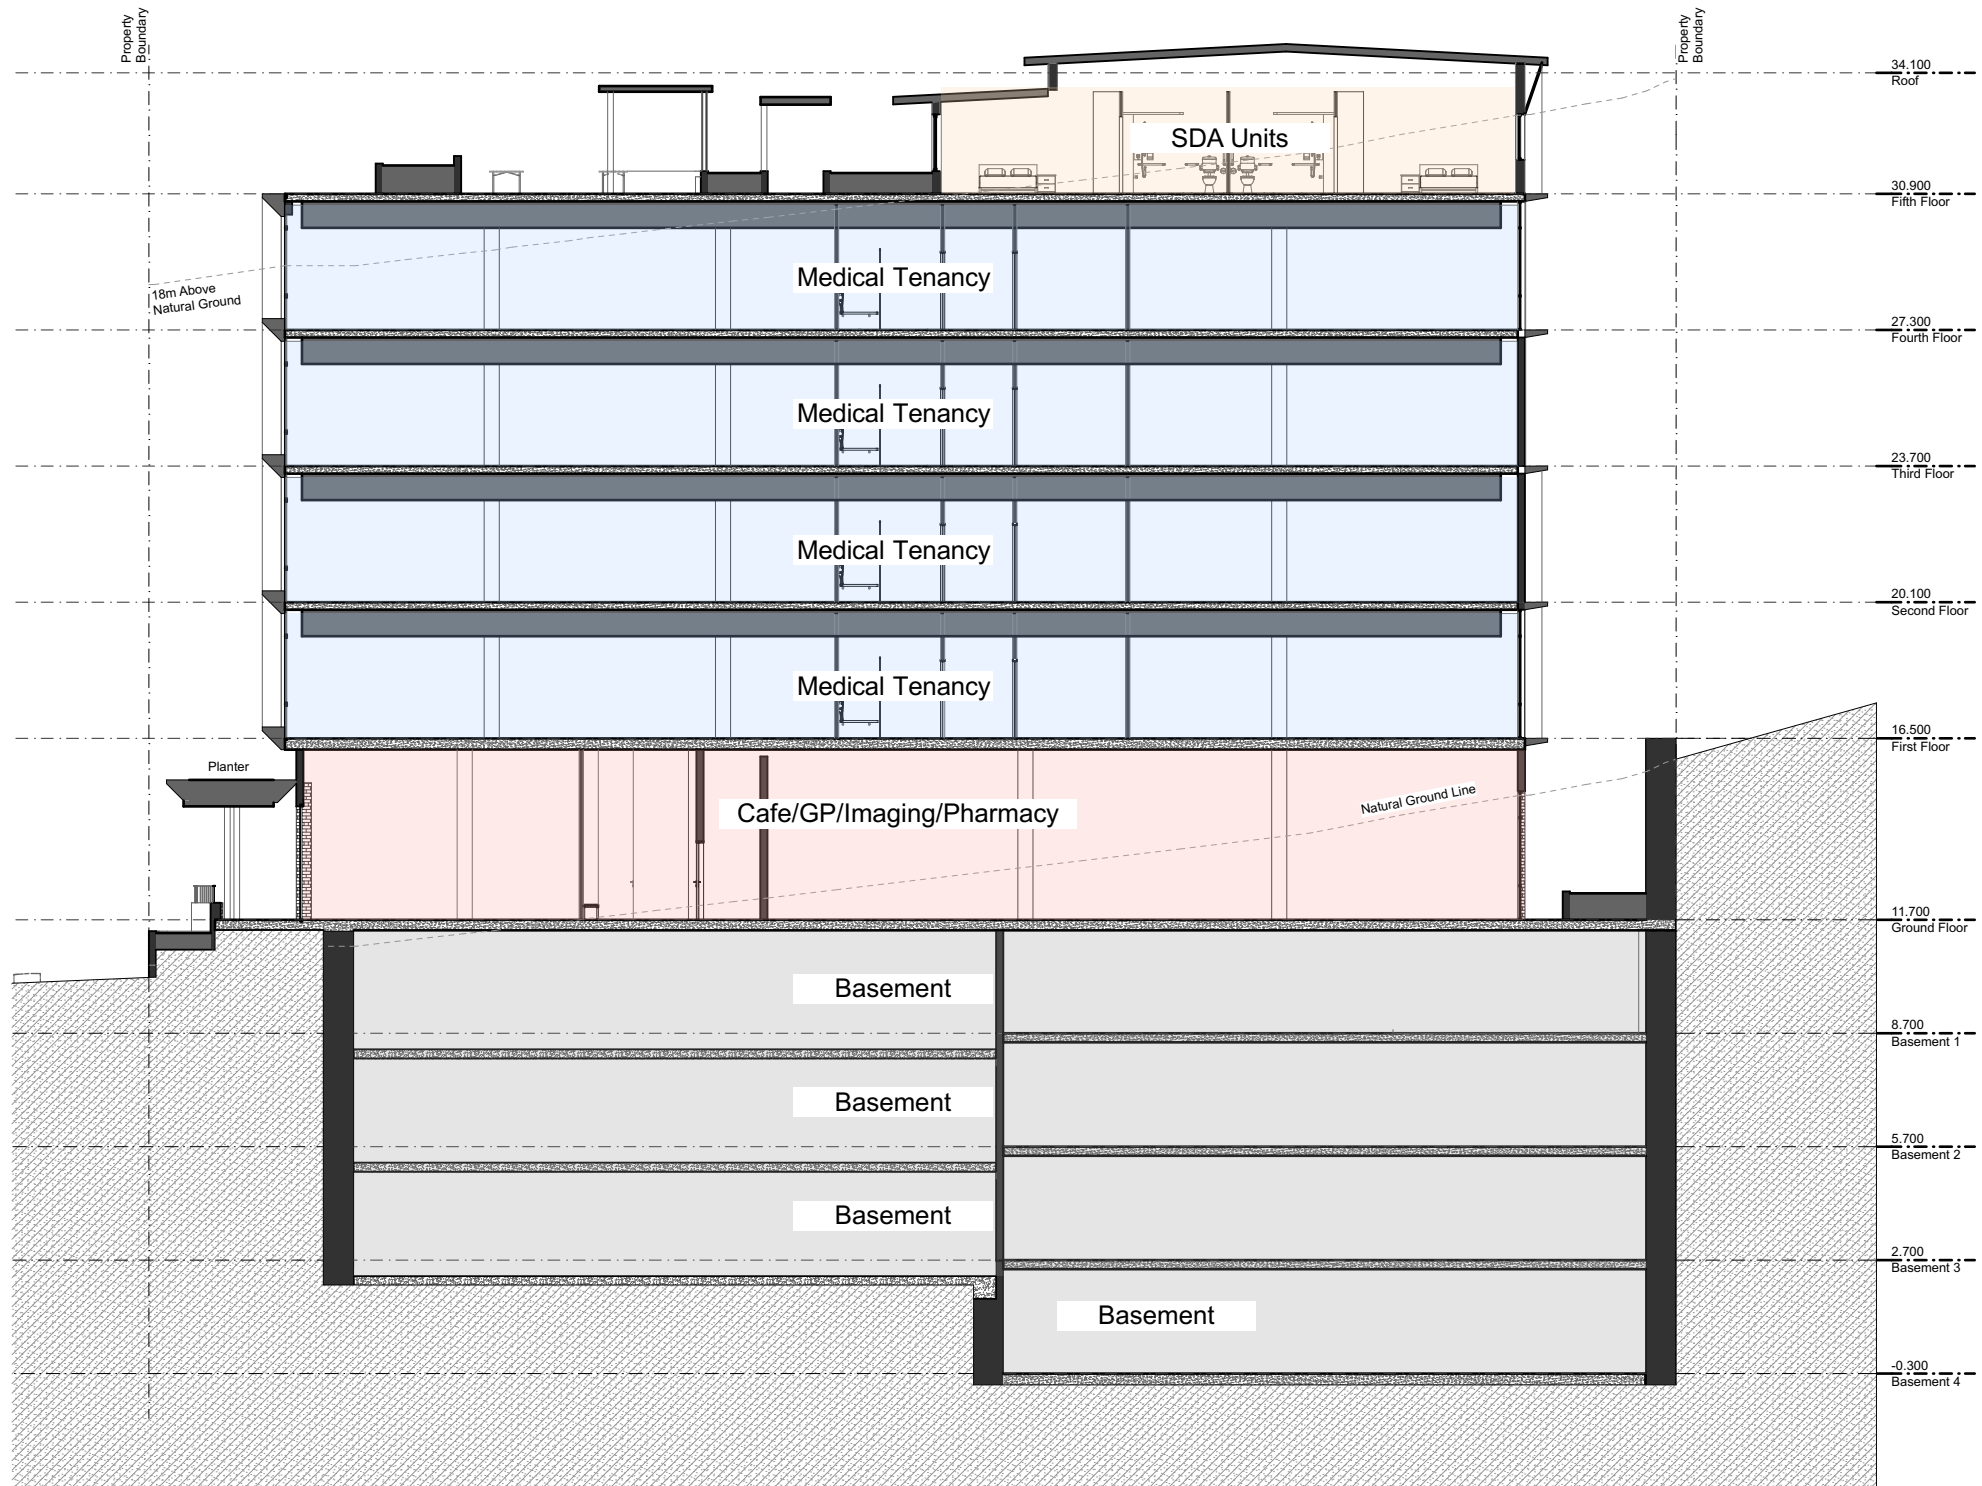 Property
Boundary
Property
Boundary
34.100
Roof
SDA Units
30.900
Fifth Floor
Medical Tenancy
18m Above
Natural Ground
27.300
Fourth Floor
Medical Tenancy
23.700
Third Floor
Medical Tenancy
20.100
Second Floor
Medical Tenancy
16.500
First Floor
Planter
Natural Ground Line
Cafe/GP/Imaging/Pharmacy
11.700
Ground Floor
Basement
8.700
Basement 1
Basement
5.700
Basement 2
Basement
2.700
Basement 3
Basement
-0.300
Basement 4